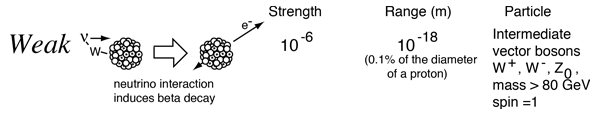 Strength
Range (m)
Particle
Weak
ν
W
e-
10-6
10-18
(0.1% of the diameter
of a proton)
Intermediate
vector bosons
W+, W-, Z0,
mass > 80 GeV
spin =1
neutrino interaction
induces beta decay